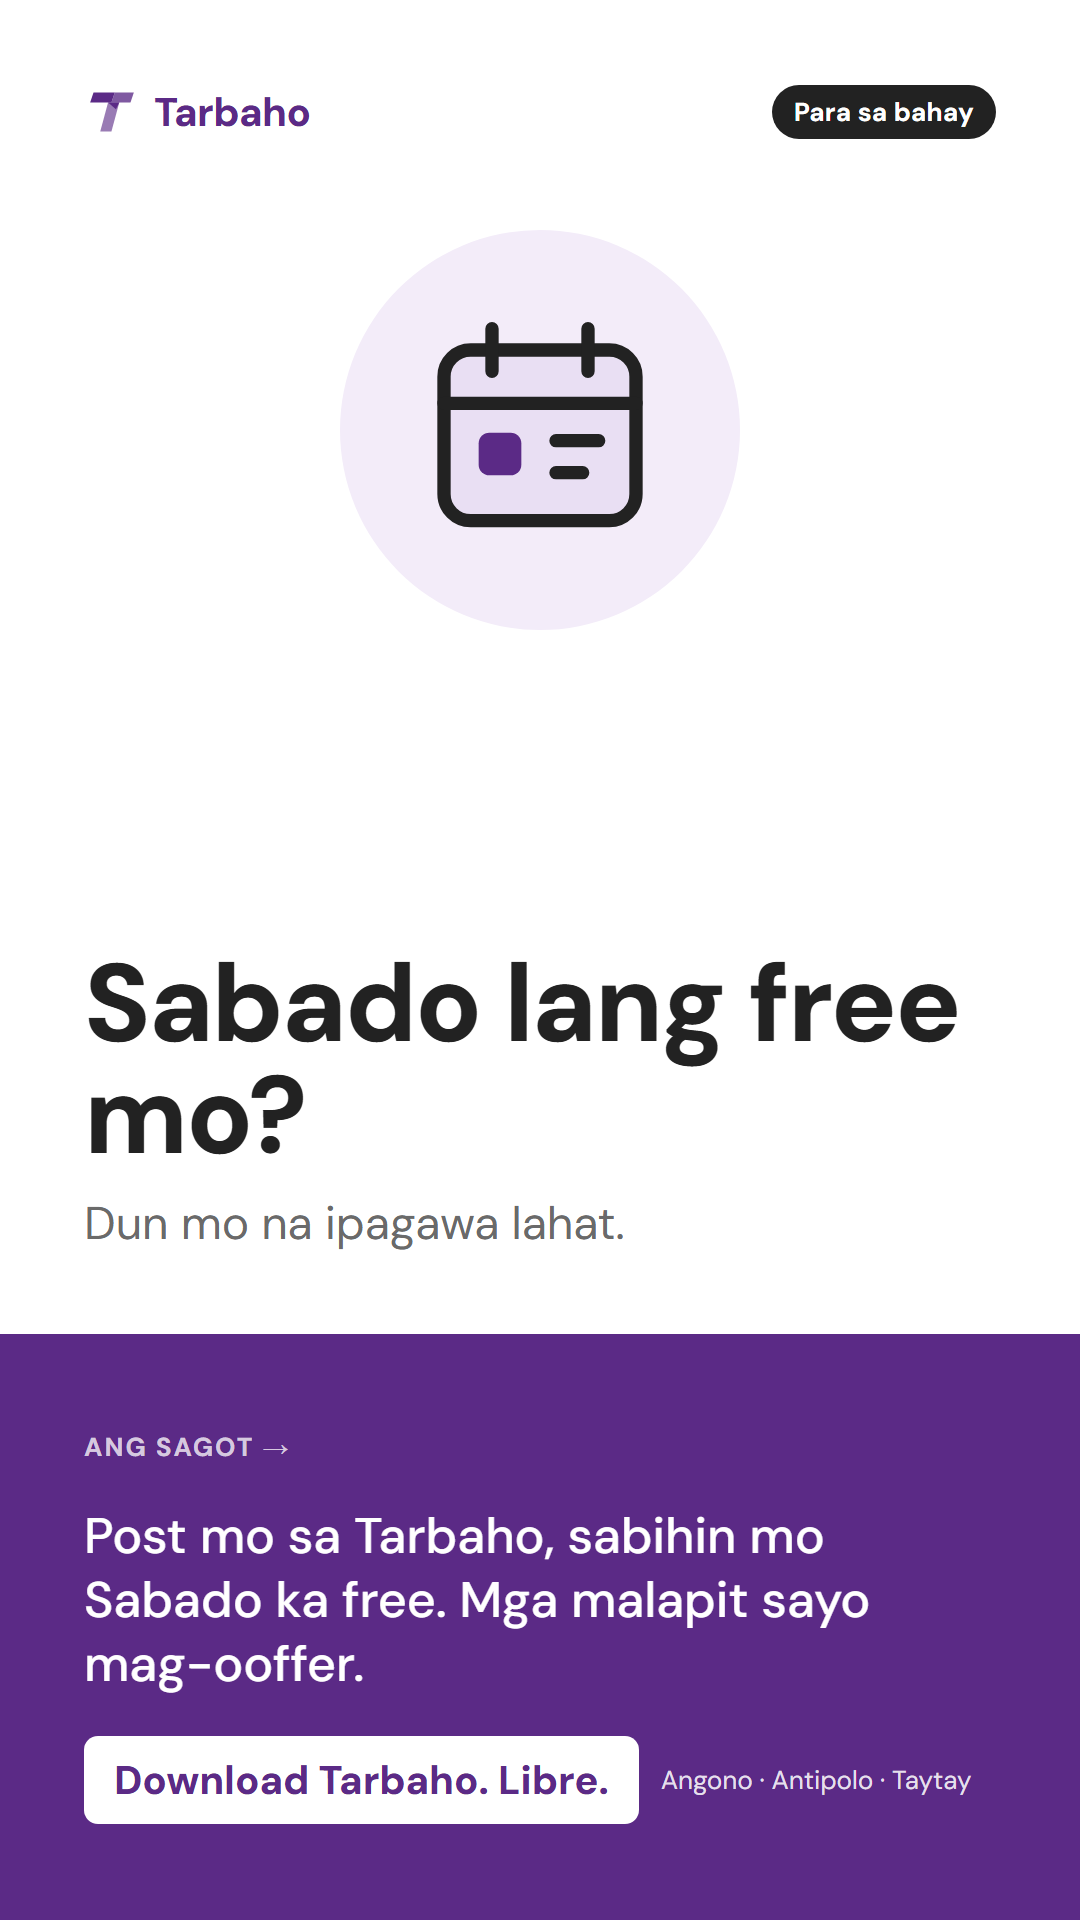 Tarbaho
Para sa bahay
Sabado lang free
mo?
Dun mo na ipagawa lahat.
ANG SAGOT →
Post mo sa Tarbaho, sabihin mo
Sabado ka free. Mga malapit sayo
mag-ooffer.
Download Tarbaho. Libre.
Angono · Antipolo · Taytay